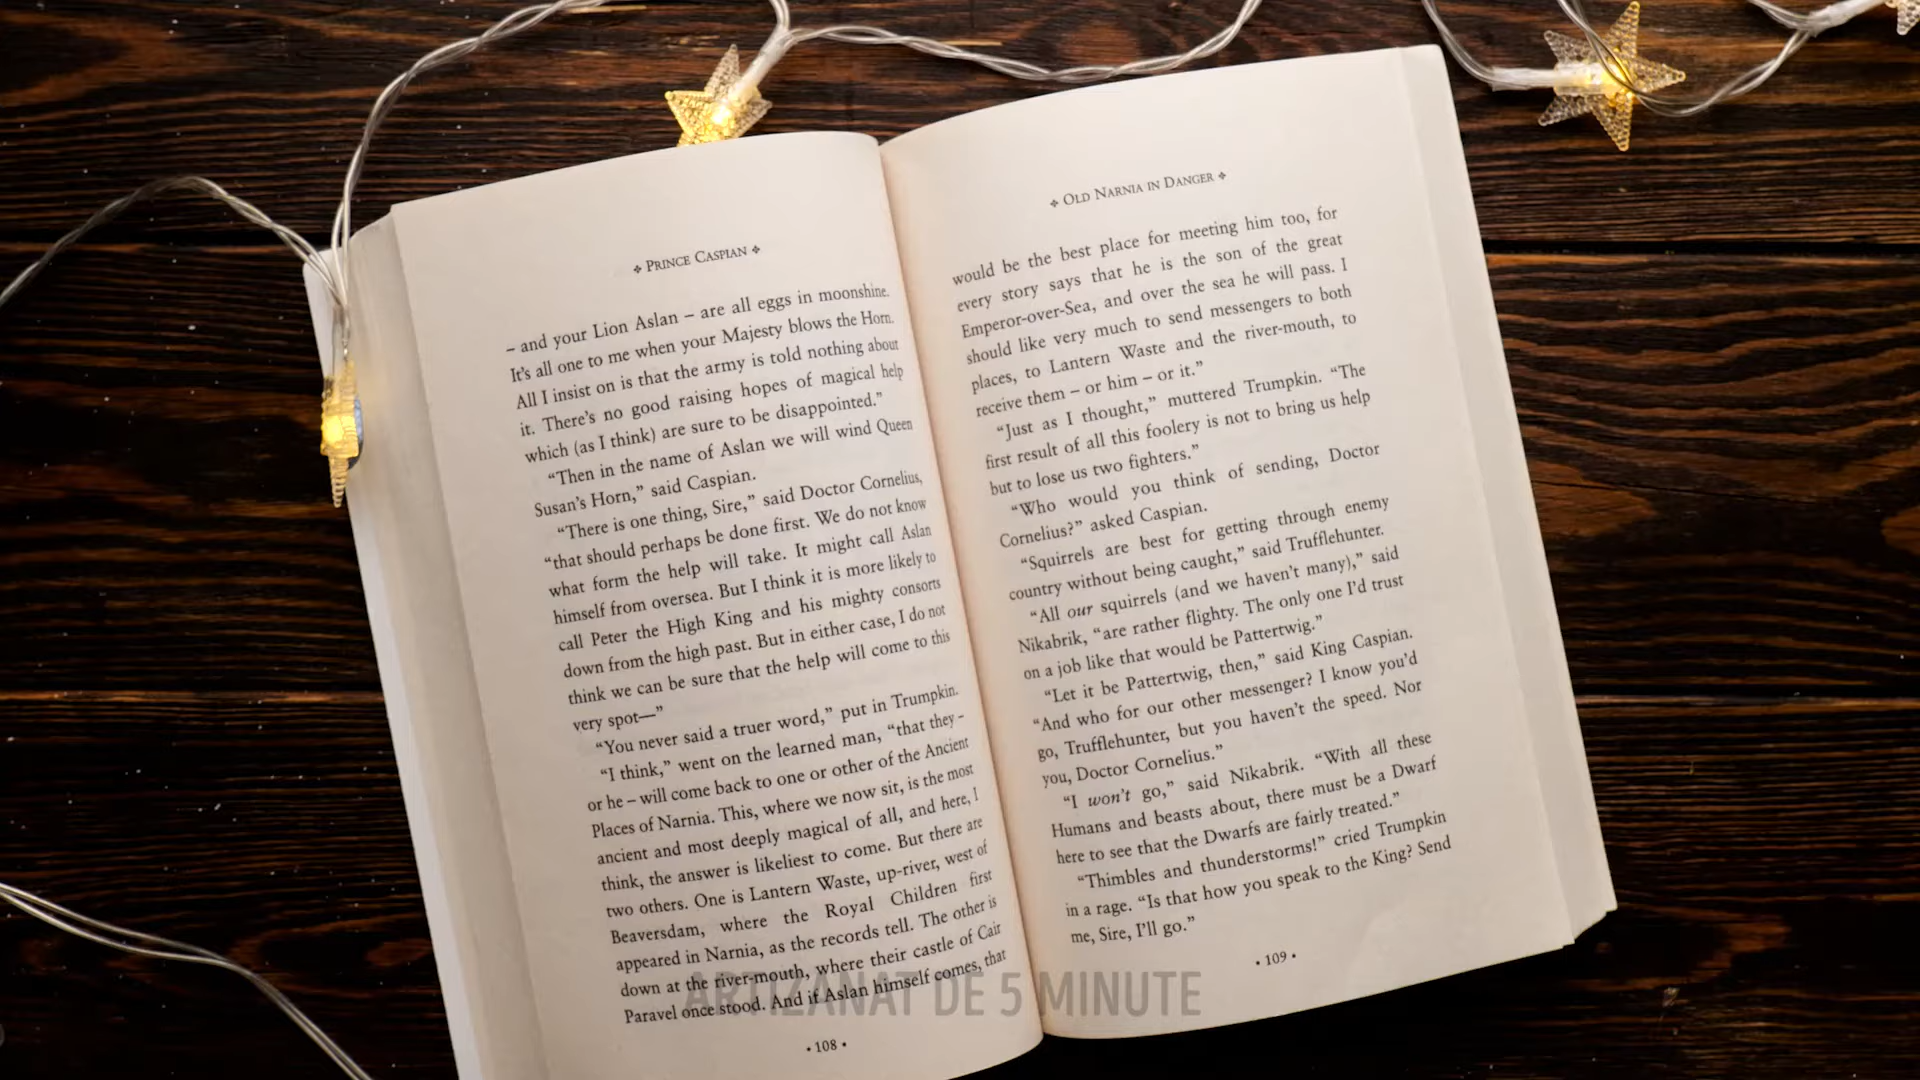 ❖ PRINCE CASPIAN ❖
– and your Lion Aslan – are all eggs in moonshine.
It's all one to me when your Majesty blows the Horn.
All I insist on is that the army is told nothing about
it. There's no good raising hopes of magical help
which (as I think) are sure to be disappointed.”
“Then in the name of Aslan we will wind Queen
Susan's Horn,” said Caspian.
“There is one thing, Sire,” said Doctor Cornelius,
“that should perhaps be done first. We do not know
what form the help will take. It might call Aslan
himself from oversea. But I think it is more likely to
call Peter the High King and his mighty consorts
down from the high past. But in either case, I do not
think we can be sure that the help will come to this
very spot—”
“You never said a truer word,” put in Trumpkin.
“I think,” went on the learned man, “that they –
or he – will come back to one or other of the Ancient
Places of Narnia. This, where we now sit, is the most
ancient and most deeply magical of all, and here, I
think, the answer is likeliest to come. But there are
two others. One is Lantern Waste, up-river, west of
Beaversdam, where the Royal Children first
appeared in Narnia, as the records tell. The other is
down at the river-mouth, where their castle of Cair
Paravel once stood. And if Aslan himself comes, that
• 108 •
❖ OLD NARNIA IN DANGER ❖
would be the best place for meeting him too, for
every story says that he is the son of the great
Emperor-over-Sea, and over the sea he will pass. I
should like very much to send messengers to both
places, to Lantern Waste and the river-mouth, to
receive them – or him – or it.”
“Just as I thought,” muttered Trumpkin. “The
first result of all this foolery is not to bring us help
but to lose us two fighters.”
“Who would you think of sending, Doctor
Cornelius?” asked Caspian.
“Squirrels are best for getting through enemy
country without being caught,” said Trufflehunter.
“All our squirrels (and we haven't many),” said
Nikabrik, “are rather flighty. The only one I'd trust
on a job like that would be Pattertwig.”
“Let it be Pattertwig, then,” said King Caspian.
“And who for our other messenger? I know you'd
go, Trufflehunter, but you haven't the speed. Nor
you, Doctor Cornelius.”
“I won't go,” said Nikabrik. “With all these
Humans and beasts about, there must be a Dwarf
here to see that the Dwarfs are fairly treated.”
“Thimbles and thunderstorms!” cried Trumpkin
in a rage. “Is that how you speak to the King? Send
me, Sire, I'll go.”
• 109 •
ARTIZANAT DE 5 MINUTE